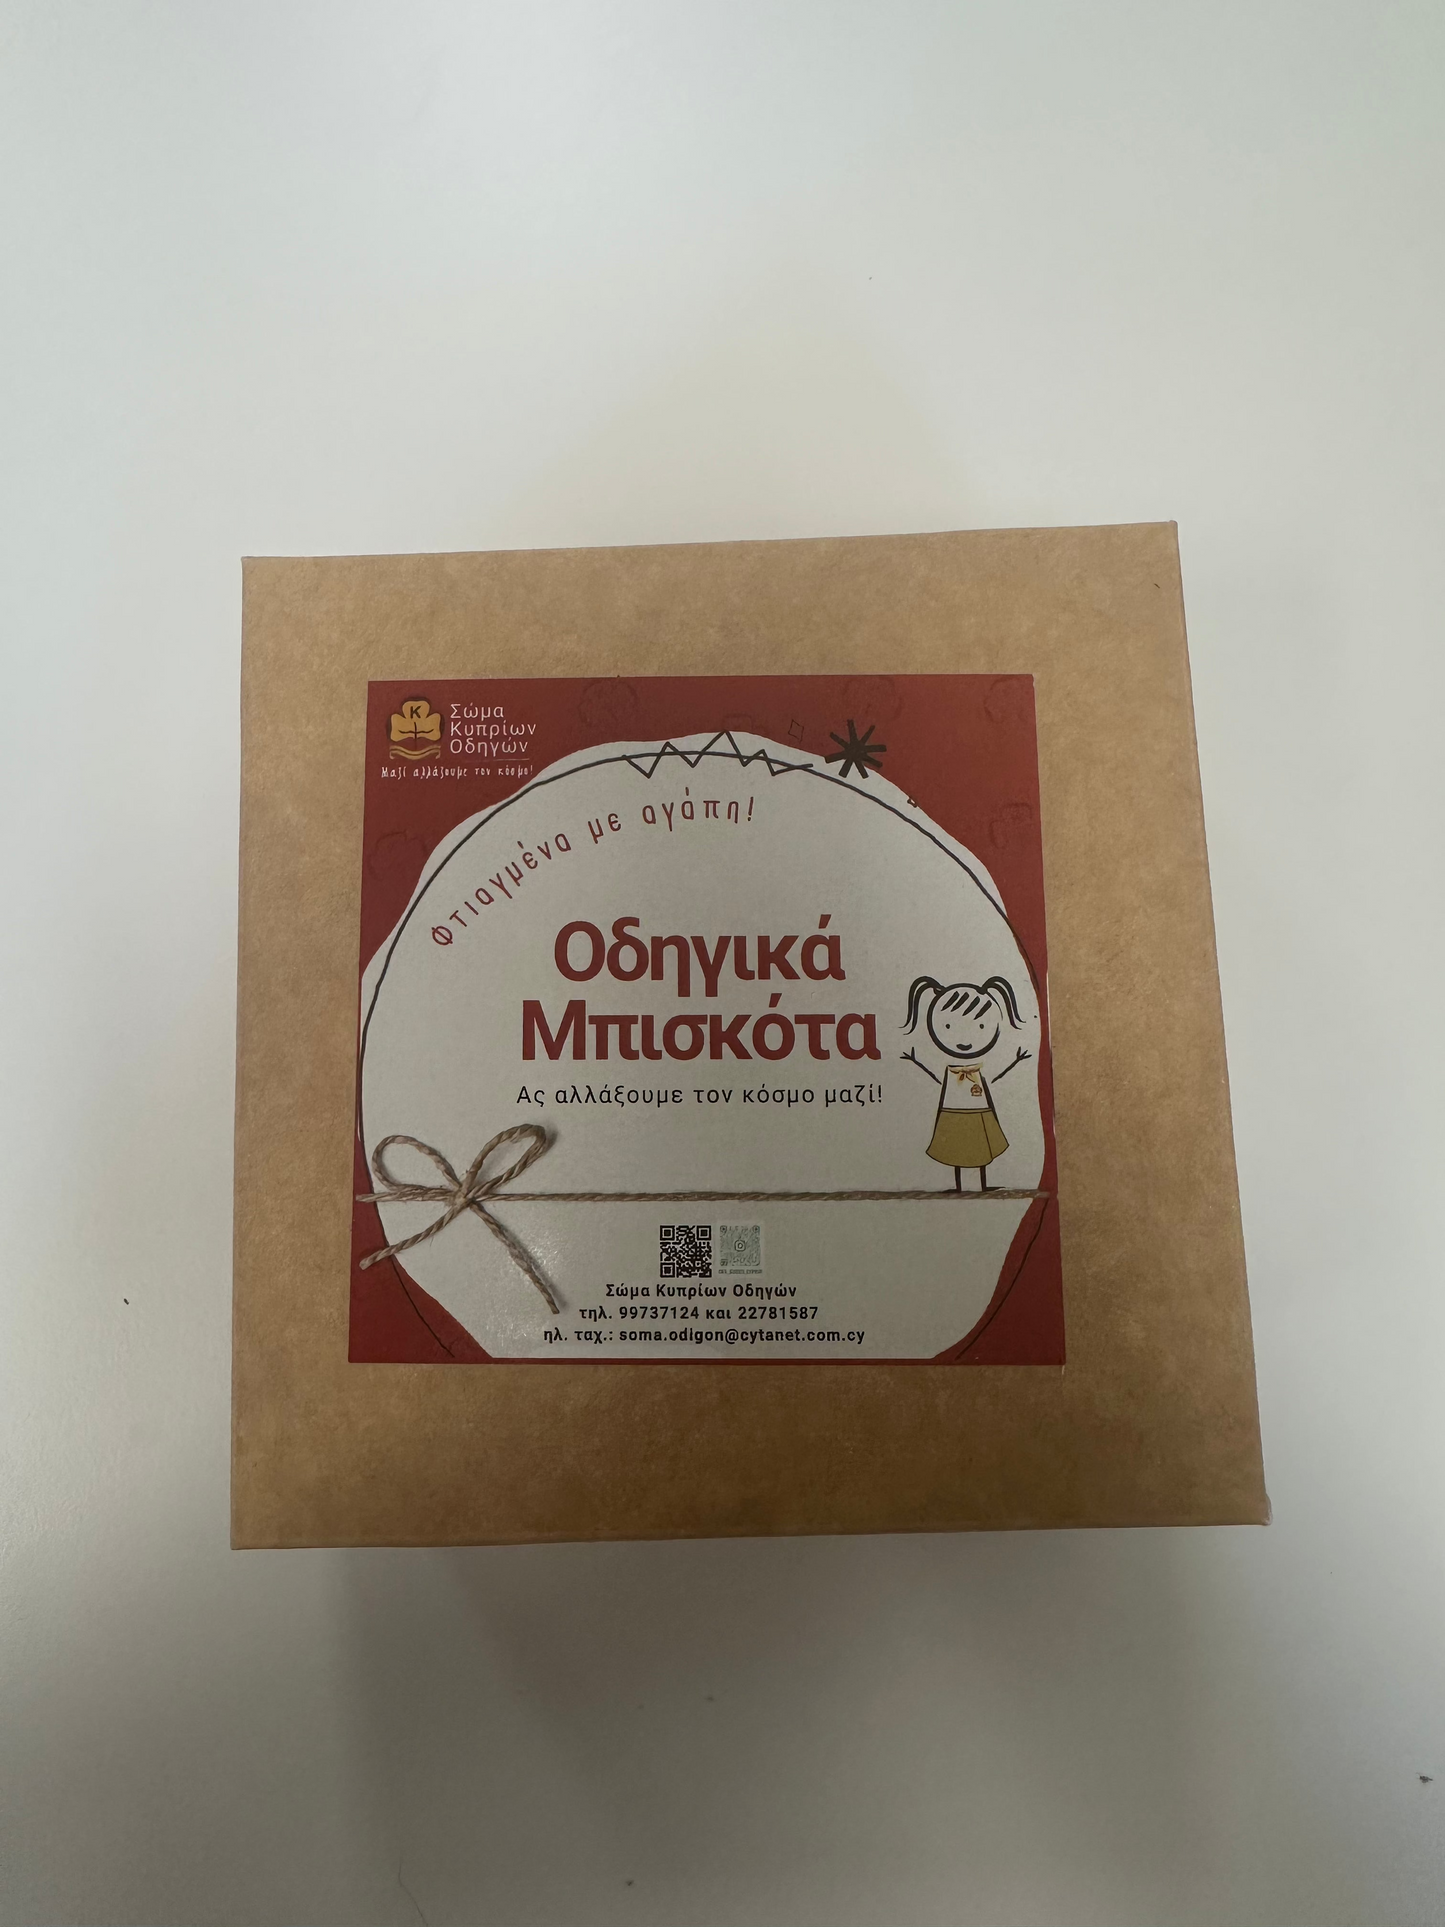 Σώμα
Κυπρίων
Οδηγών
Μαζί αλλάζουμε τον κόσμο!
Φτιαγμένα με αγάπη!
Οδηγικά
Μπισκότα
Ας αλλάξουμε τον κόσμο μαζί!
Σώμα Κυπρίων Οδηγών
τηλ. 99737124 και 22781587
ηλ. ταχ.: soma.odigon@cytanet.com.cy